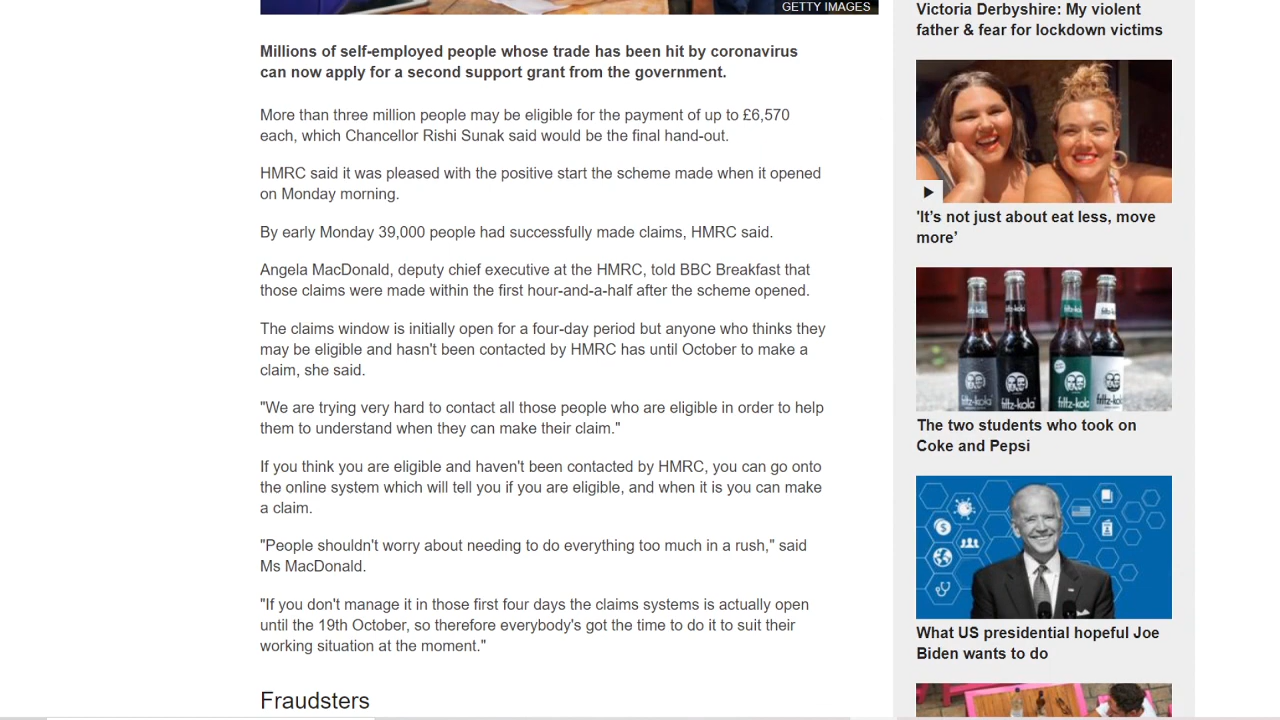 GETTY IMAGES
Millions of self-employed people whose trade has been hit by coronavirus
can now apply for a second support grant from the government.
More than three million people may be eligible for the payment of up to £6,570
each, which Chancellor Rishi Sunak said would be the final hand-out.
HMRC said it was pleased with the positive start the scheme made when it opened
on Monday morning.
By early Monday 39,000 people had successfully made claims, HMRC said.
Angela MacDonald, deputy chief executive at the HMRC, told BBC Breakfast that
those claims were made within the first hour-and-a-half after the scheme opened.
The claims window is initially open for a four-day period but anyone who thinks they
may be eligible and hasn't been contacted by HMRC has until October to make a
claim, she said.
"We are trying very hard to contact all those people who are eligible in order to help
them to understand when they can make their claim."
If you think you are eligible and haven't been contacted by HMRC, you can go onto
the online system which will tell you if you are eligible, and when it is you can make
a claim.
"People shouldn't worry about needing to do everything too much in a rush," said
Ms MacDonald.
"If you don't manage it in those first four days the claims systems is actually open
until the 19th October, so therefore everybody's got the time to do it to suit their
working situation at the moment."
Fraudsters
Victoria Derbyshire: My violent
father & fear for lockdown victims
'It’s not just about eat less, move
more’
fritz-kola
fritz-kola
fritz-kola
fritz-kola
The two students who took on
Coke and Pepsi
What US presidential hopeful Joe
Biden wants to do